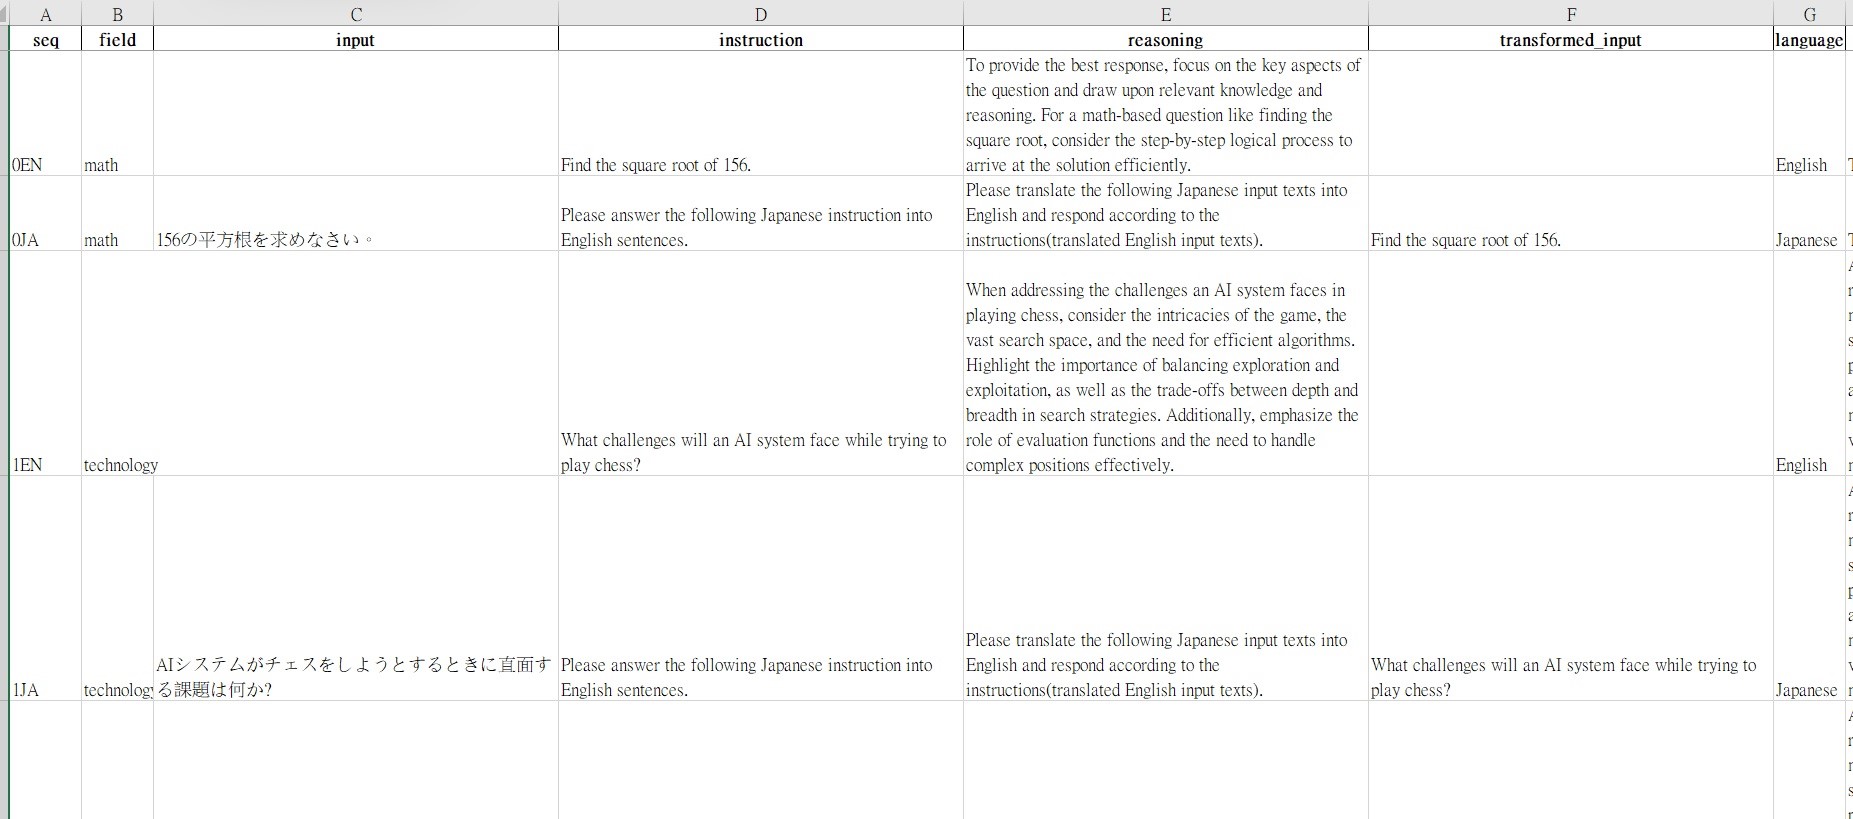 A B C D E F G
seq field input instruction reasoning transformed_input language
To provide the best response, focus on the key aspects of
the question and draw upon relevant knowledge and
reasoning. For a math-based question like finding the
square root, consider the step-by-step logical process to
0EN math Find the square root of 156. arrive at the solution efficiently. English
Please translate the following Japanese input texts into
Please answer the following Japanese instruction into English and respond according to the
0JA math 156の平方根を求めなさい。 English sentences. instructions(translated English input texts). Find the square root of 156. Japanese
When addressing the challenges an AI system faces in
playing chess, consider the intricacies of the game, the
vast search space, and the need for efficient algorithms.
Highlight the importance of balancing exploration and
exploitation, as well as the trade-offs between depth and
breadth in search strategies. Additionally, emphasize the
What challenges will an AI system face while trying to role of evaluation functions and the need to handle
1EN technology play chess? complex positions effectively. English
Please translate the following Japanese input texts into
AIシステムがチェスをしようとするときに直面す Please answer the following Japanese instruction into English and respond according to the What challenges will an AI system face while trying to
1JA technology る課題は何か? English sentences. instructions(translated English input texts). play chess? Japanese